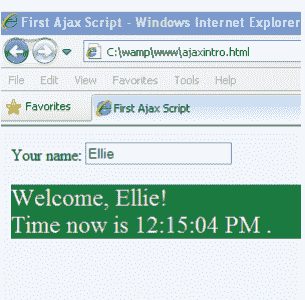 First Ajax Script - Windows Internet Explorer
C:\wamp\www\ajaxintro.html
File Edit View Favorites Tools Help
Favorites First Ajax Script
Your name: Ellie
Welcome, Ellie!
Time now is 12:15:04 PM .